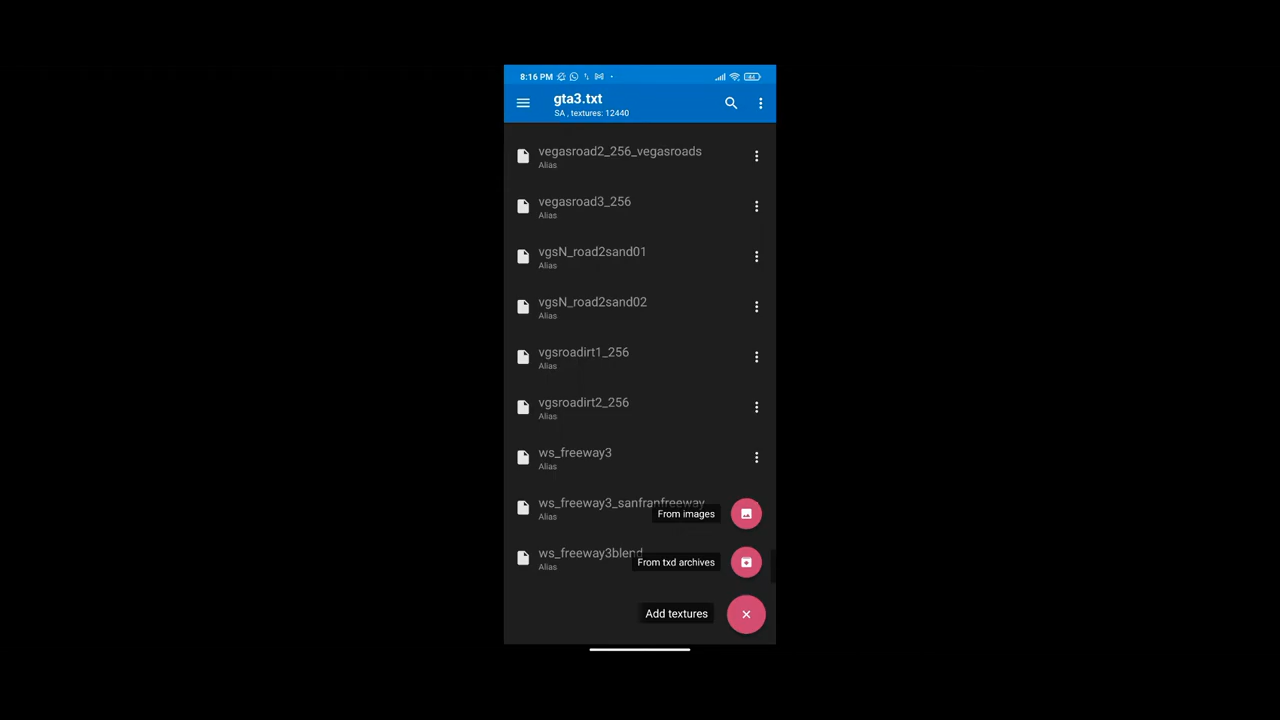 8:16 PM
44
gta3.txt
SA , textures: 12440
vegasroad2_256_vegasroads
Alias
vegasroad3_256
Alias
vgsN_road2sand01
Alias
vgsN_road2sand02
Alias
vgsroadirt1_256
Alias
vgsroadirt2_256
Alias
ws_freeway3
Alias
ws_freeway3_sanfranfreeway
Alias
From images
ws_freeway3blend
Alias
From txd archives
Add textures